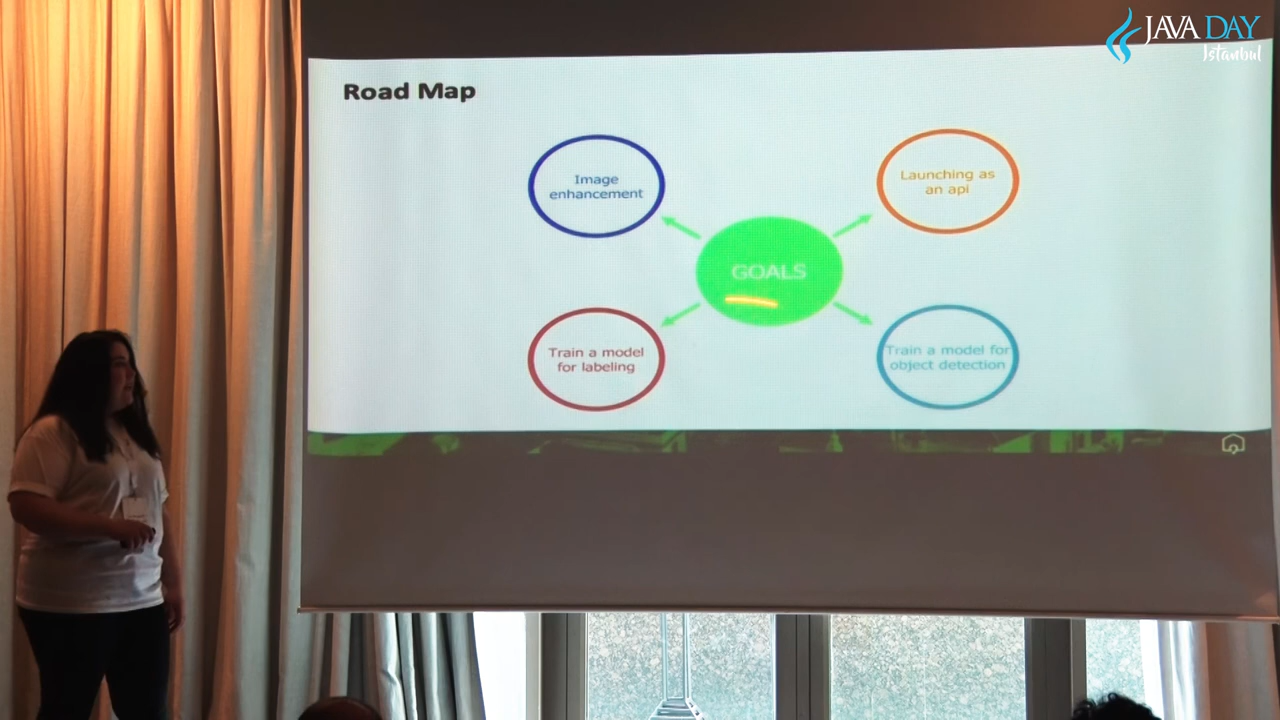 JAVA DAY
Istanbul
Road Map
Image
enhancement
Launching as
an api
GOALS
Train a model
for labeling
Train a model for
object detection